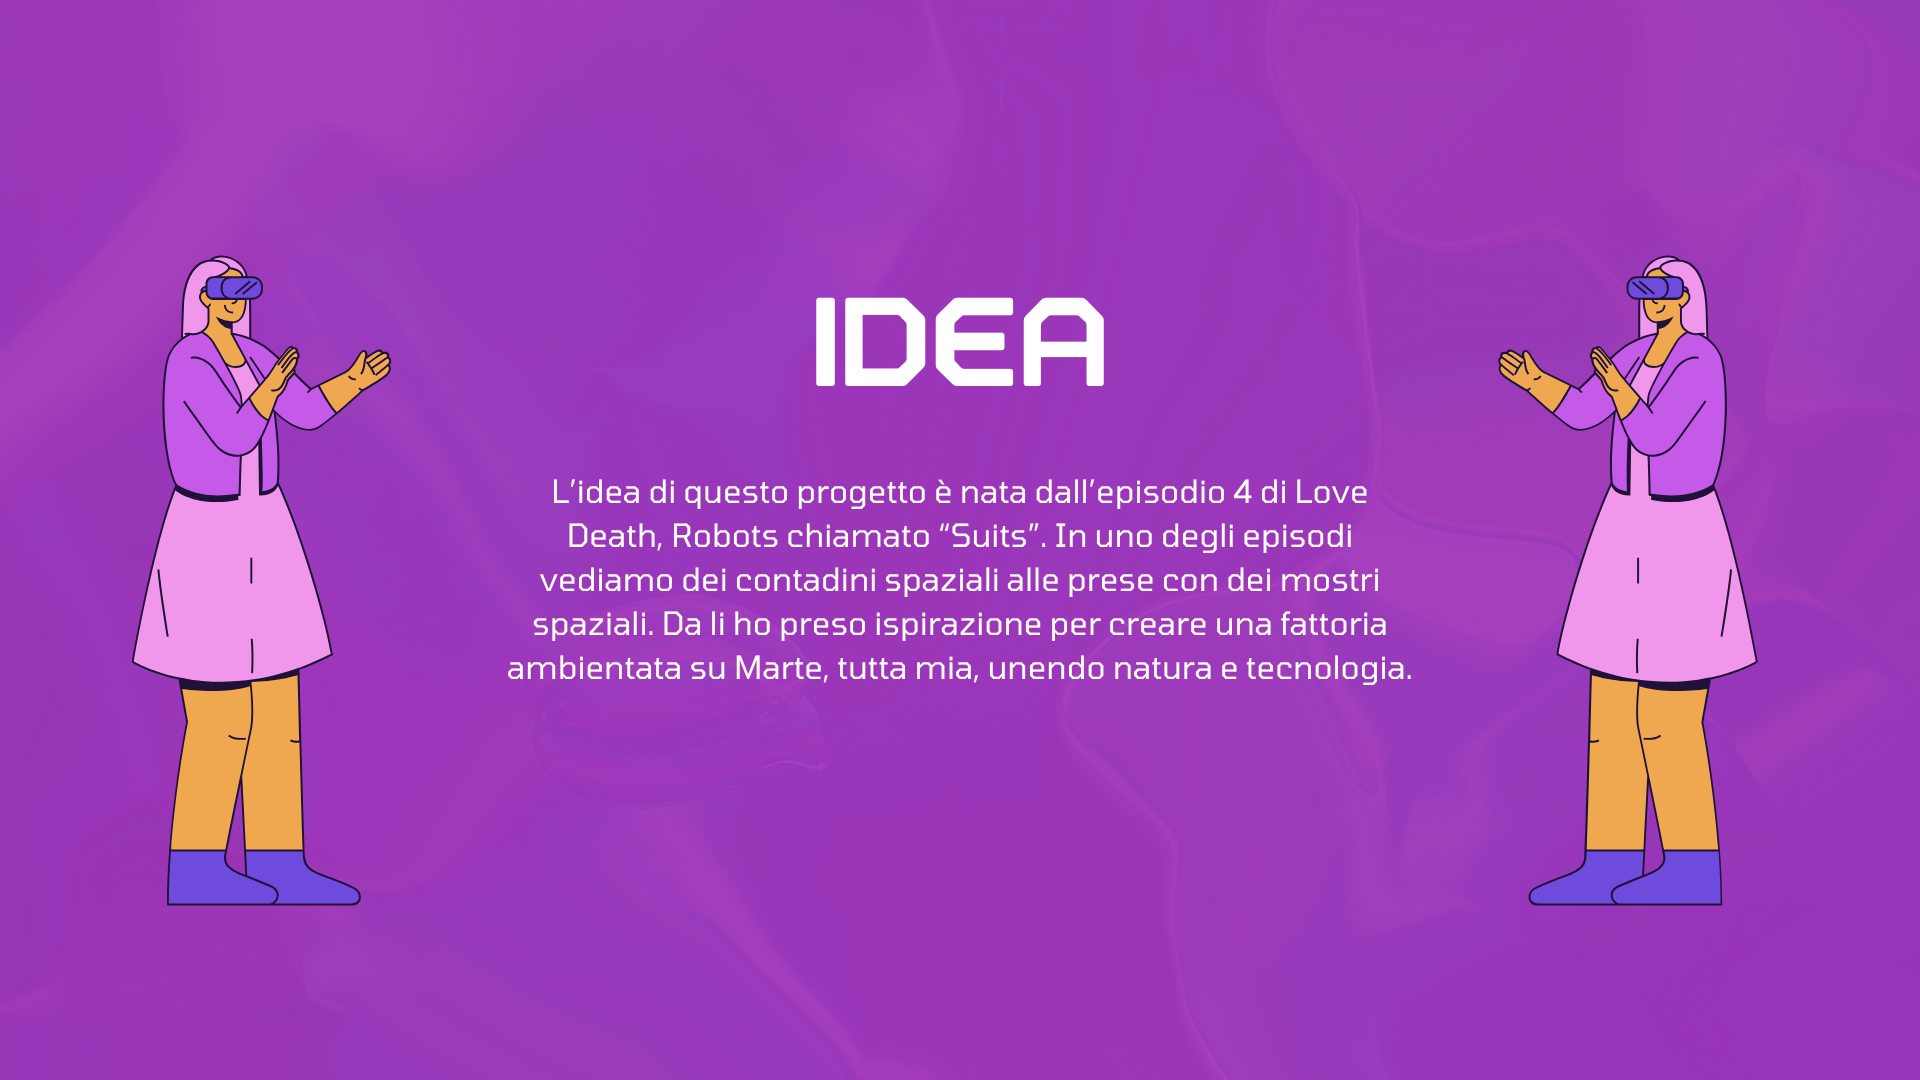 IDEA
L’idea di questo progetto è nata dall’episodio 4 di Love
Death, Robots chiamato “Suits”. In uno degli episodi
vediamo dei contadini spaziali alle prese con dei mostri
spaziali. Da li ho preso ispirazione per creare una fattoria
ambientata su Marte, tutta mia, unendo natura e tecnologia.